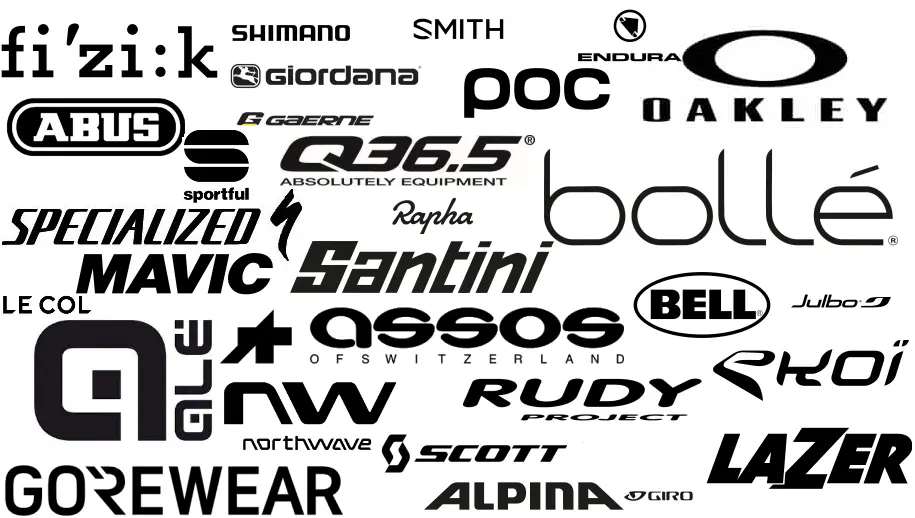 fi'zi:k
SHIMANO
SMITH
ENDURA
OAKLEY
GIORDANA
poc
ABUS
GAERNE
sportful
Q36.5®
ABSOLUTELY EQUIPMENT
bollé®
SPECIALIZED
Rapha
MAVIC
Santini
LE COL
BELL®
Julbo
assos
OF SWITZERLAND
ALÉ
EKOÏ
nw
northwave
RUDY
PROJECT
SCOTT
LAZER
GOREWEAR
ALPINA
GIRO